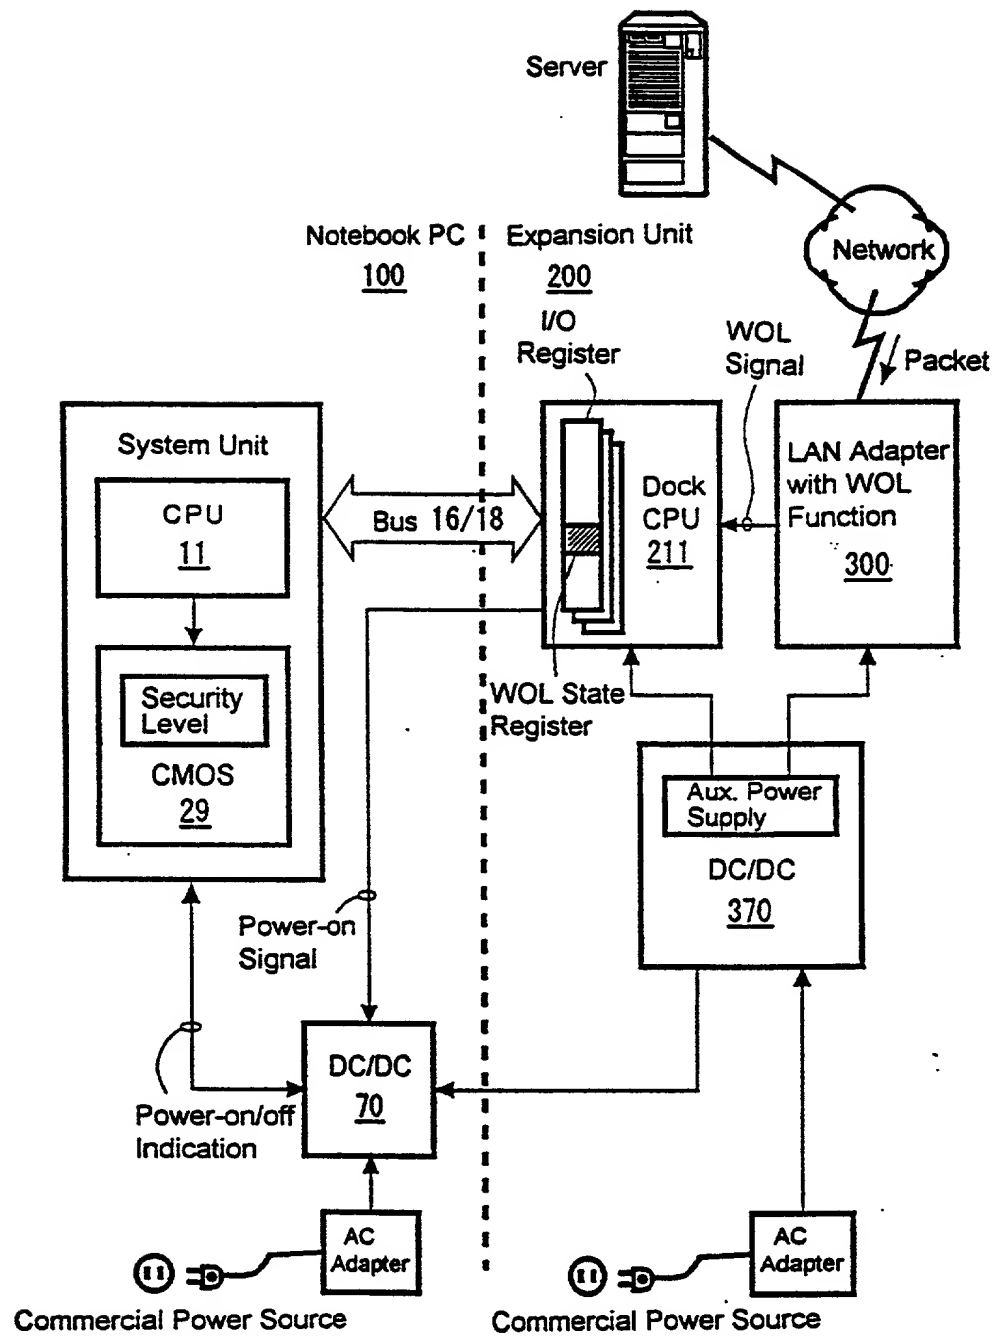 Server
Network
Notebook PC
100
Expansion Unit
200
I/O
Register
WOL
Signal
Packet
System Unit
CPU
11
Security
Level
CMOS
29
Bus 16/18
Dock
CPU
211
LAN Adapter
with WOL
Function
300
WOL State
Register
Aux. Power
Supply
DC/DC
370
Power-on
Signal
DC/DC
70
Power-on/off
Indication
AC
Adapter
AC
Adapter
Commercial Power Source
Commercial Power Source